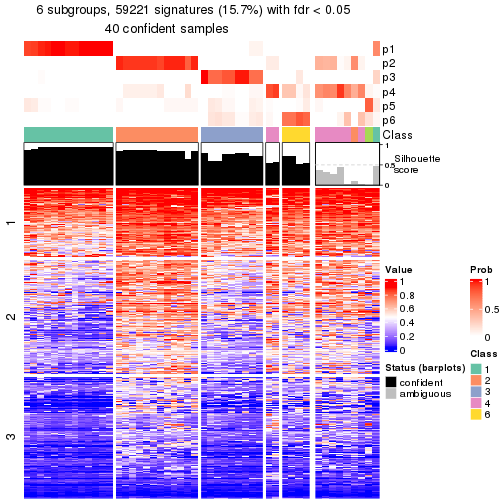 6 subgroups, 59221 signatures (15.7%) with fdr < 0.05
40 confident samples
p1
p2
p3
p4
p5
p6
Class
1
0.5
0
Silhouette
score
1
2
3
Value
1
0.8
0.6
0.4
0.2
0
Status (barplots)
confident
ambiguous
Prob
1
0.5
0
Class
1
2
3
4
6